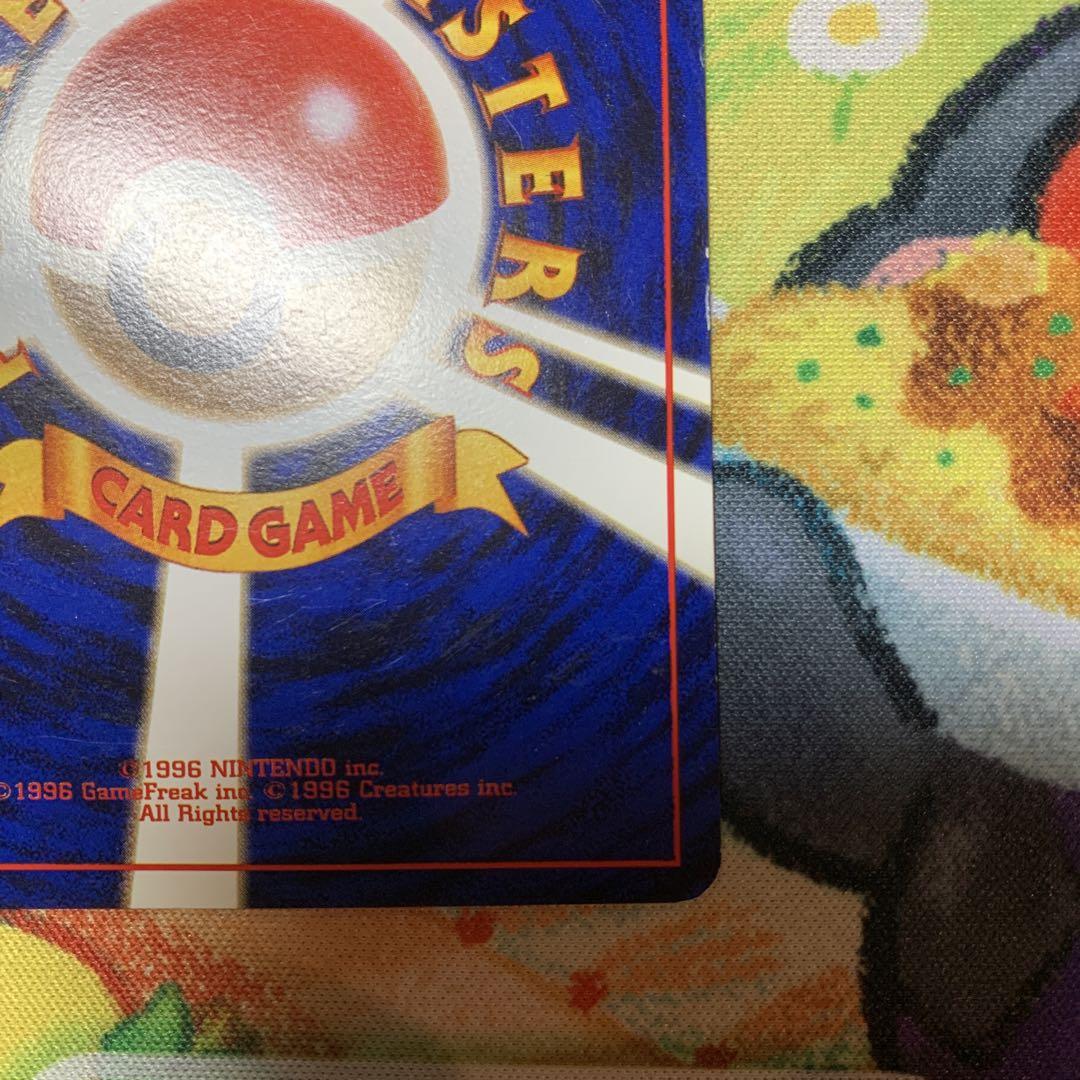 STERS
CARD GAME
©1996 NINTENDO inc.
©1996 GameFreak inc. ©1996 Creatures inc.
All Rights reserved.